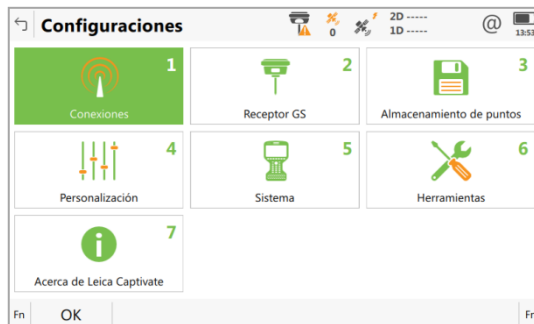 Configuraciones
0
2D -----
1D -----
@
13:53
1
Conexiones
2
Receptor GS
3
Almacenamiento de puntos
4
Personalización
5
Sistema
6
Herramientas
7
Acerca de Leica Captivate
Fn
OK
Fn